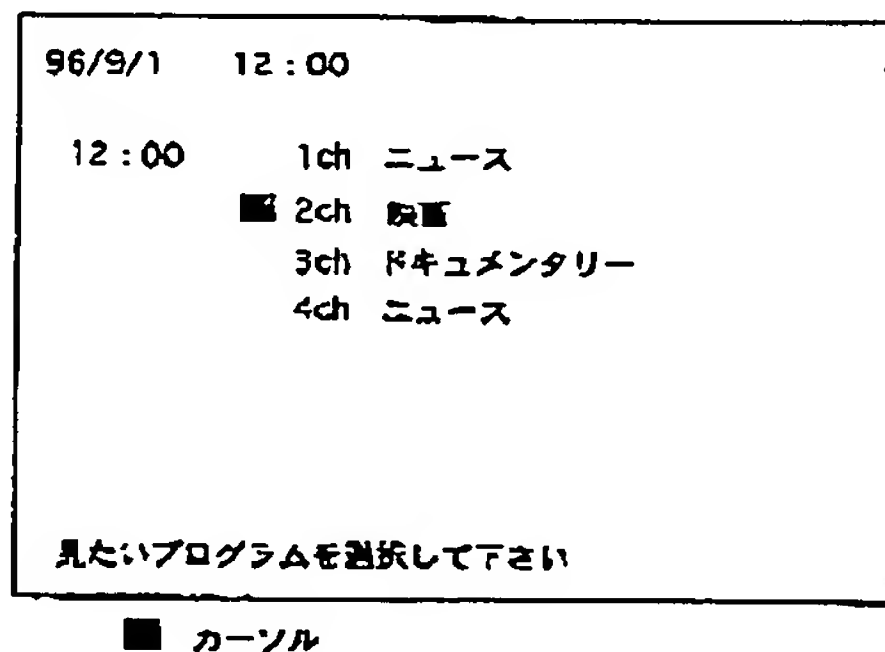 96/9/1 12:00
12:00 1ch ニュース
2ch 映画
3ch ドキュメンタリー
4ch ニュース
見たいプログラムを選択して下さい
カーソル